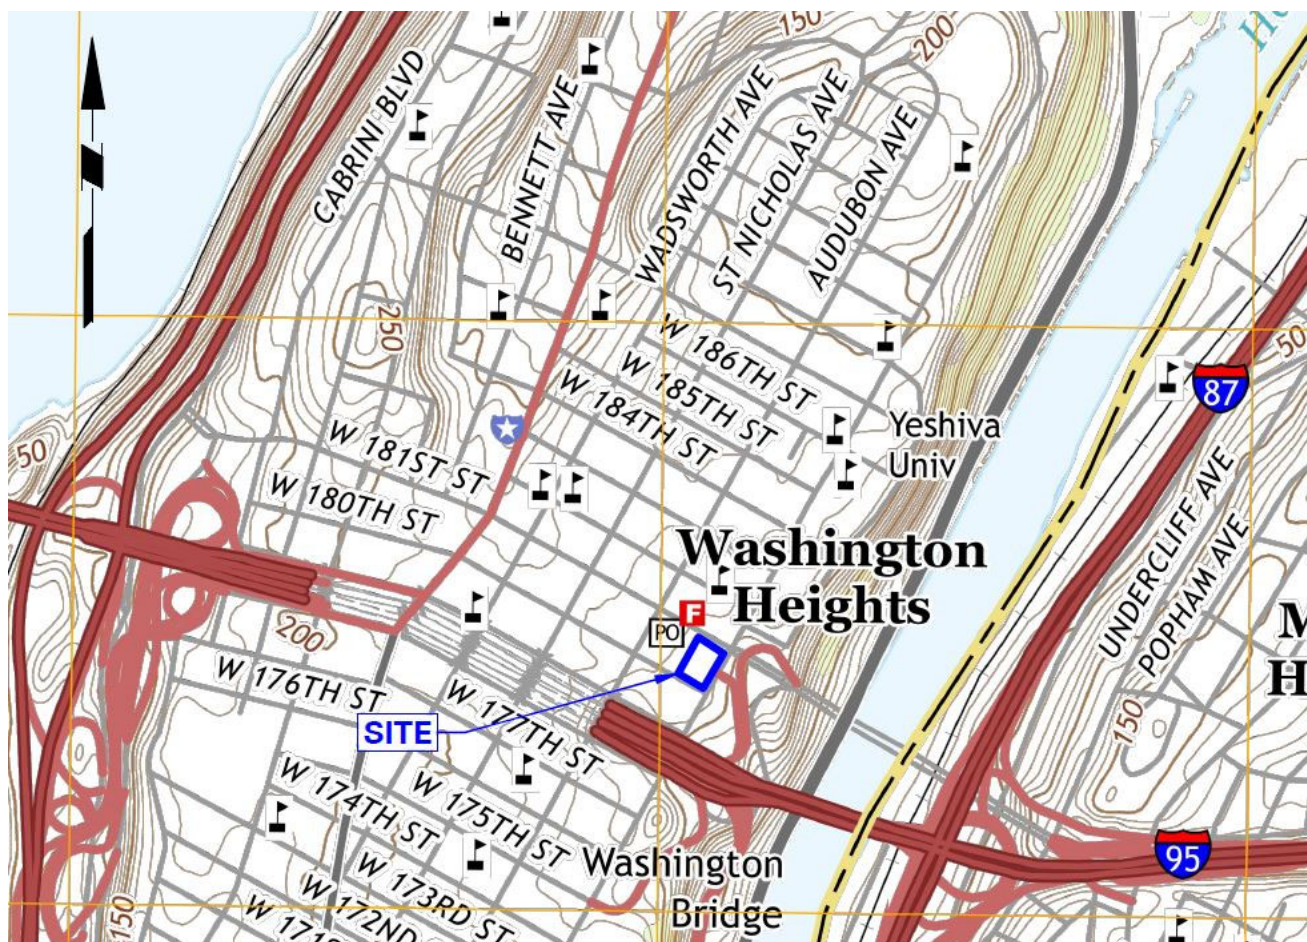 150
200
Hu
CABRINI BLVD
BENNETT AVE
WADSWORTH AVE
ST NICHOLAS AVE
AUDUBON AVE
250
W 186TH ST
W 185TH ST
W 184TH ST
50
87
Yeshiva
Univ
W 181ST ST
W 180TH ST
50
UNDERCLIFF AVE
POPHAM AVE
Washington
Heights
F
PO
200
W 176TH ST
W 177TH ST
SITE
150
M
H
W 174TH ST
W 175TH ST
W 173RD ST
W 172ND
W 171S
Washington
Bridge
95
150